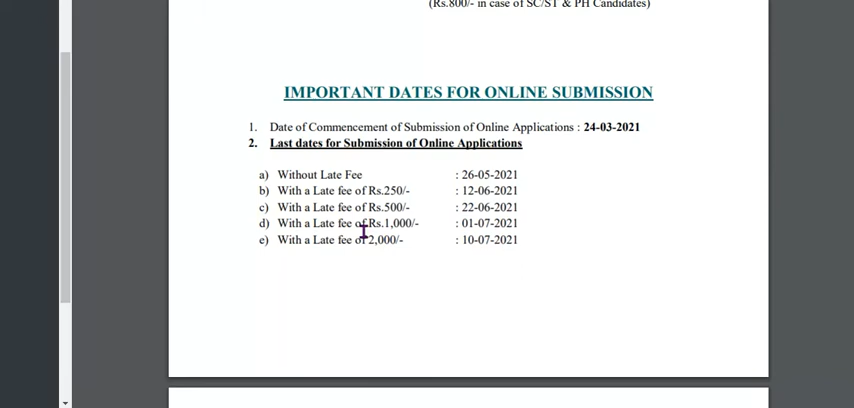 (Rs.800/- in case of SC/ST & PH Candidates)
IMPORTANT DATES FOR ONLINE SUBMISSION
1. Date of Commencement of Submission of Online Applications : 24-03-2021
2. Last dates for Submission of Online Applications
a) Without Late Fee : 26-05-2021
b) With a Late fee of Rs.250/- : 12-06-2021
c) With a Late fee of Rs.500/- : 22-06-2021
d) With a Late fee of Rs.1,000/- : 01-07-2021
e) With a Late fee of 2,000/- : 10-07-2021